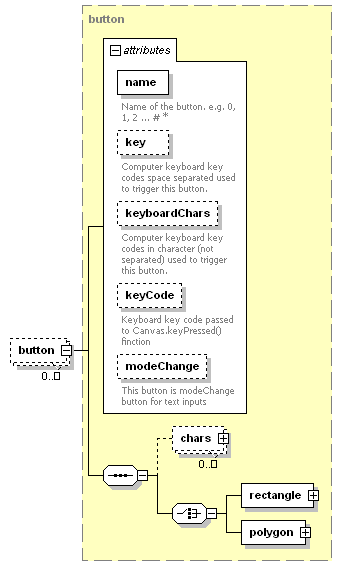 button
attributes
name
Name of the button. e.g. 0,
1, 2 ... # *
key
Computer keyboard key
codes space separated used
to trigger this button.
keyboardChars
Computer keyboard key
codes in character (not
separated) used to trigger
this button.
keyCode
Keyboard key code passed
to Canvas.keyPressed()
finction
modeChange
This button is modeChange
button for text inputs
button
0..□
chars
0..□
rectangle
polygon